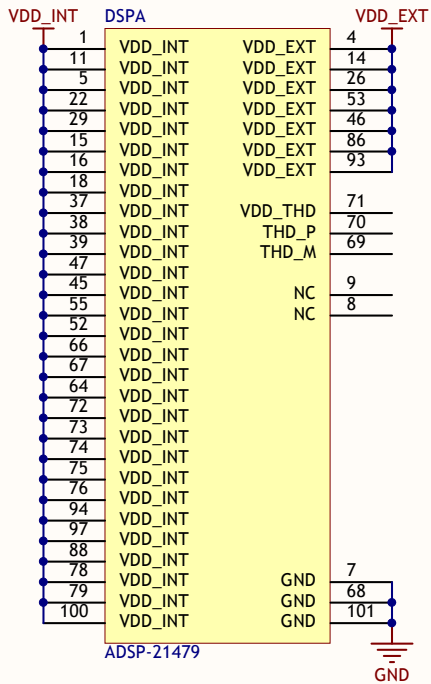 VDD_INT DSPA VDD_EXT
1 VDD_INT VDD_EXT 4
11 VDD_INT VDD_EXT 14
5 VDD_INT VDD_EXT 26
22 VDD_INT VDD_EXT 53
29 VDD_INT VDD_EXT 46
15 VDD_INT VDD_EXT 86
16 VDD_INT VDD_EXT 93
18 VDD_INT
37 VDD_INT VDD_THD 71
38 VDD_INT THD_P 70
39 VDD_INT THD_M 69
47 VDD_INT
45 VDD_INT NC 9
55 VDD_INT NC 8
52 VDD_INT
66 VDD_INT
67 VDD_INT
64 VDD_INT
72 VDD_INT
73 VDD_INT
74 VDD_INT
75 VDD_INT
76 VDD_INT
94 VDD_INT
97 VDD_INT
88 VDD_INT
78 VDD_INT GND 7
79 VDD_INT GND 68
100 VDD_INT GND 101
ADSP-21479
GND